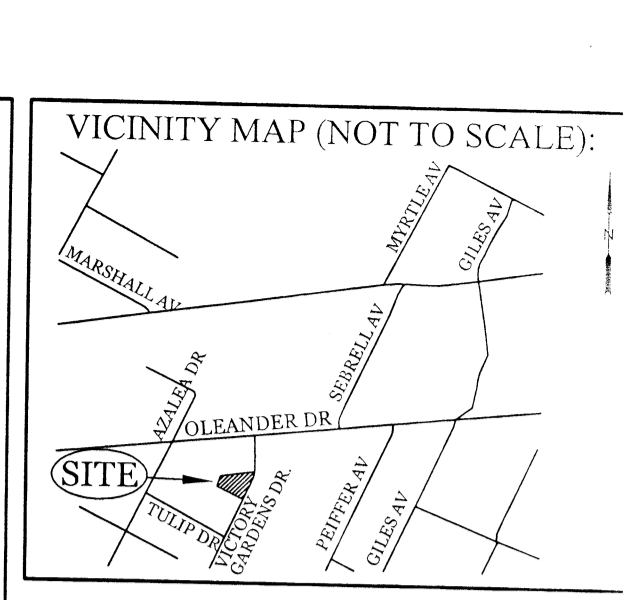 VICINITY MAP (NOT TO SCALE):
MYRTLE AV
GILES AV
N
MARSHALL AV
SEBRELL AV
AZALEA DR
OLEANDER DR
SITE
TULIP DR
VICTORY
GARDENS DR.
PEIFFER AV
GILES AV